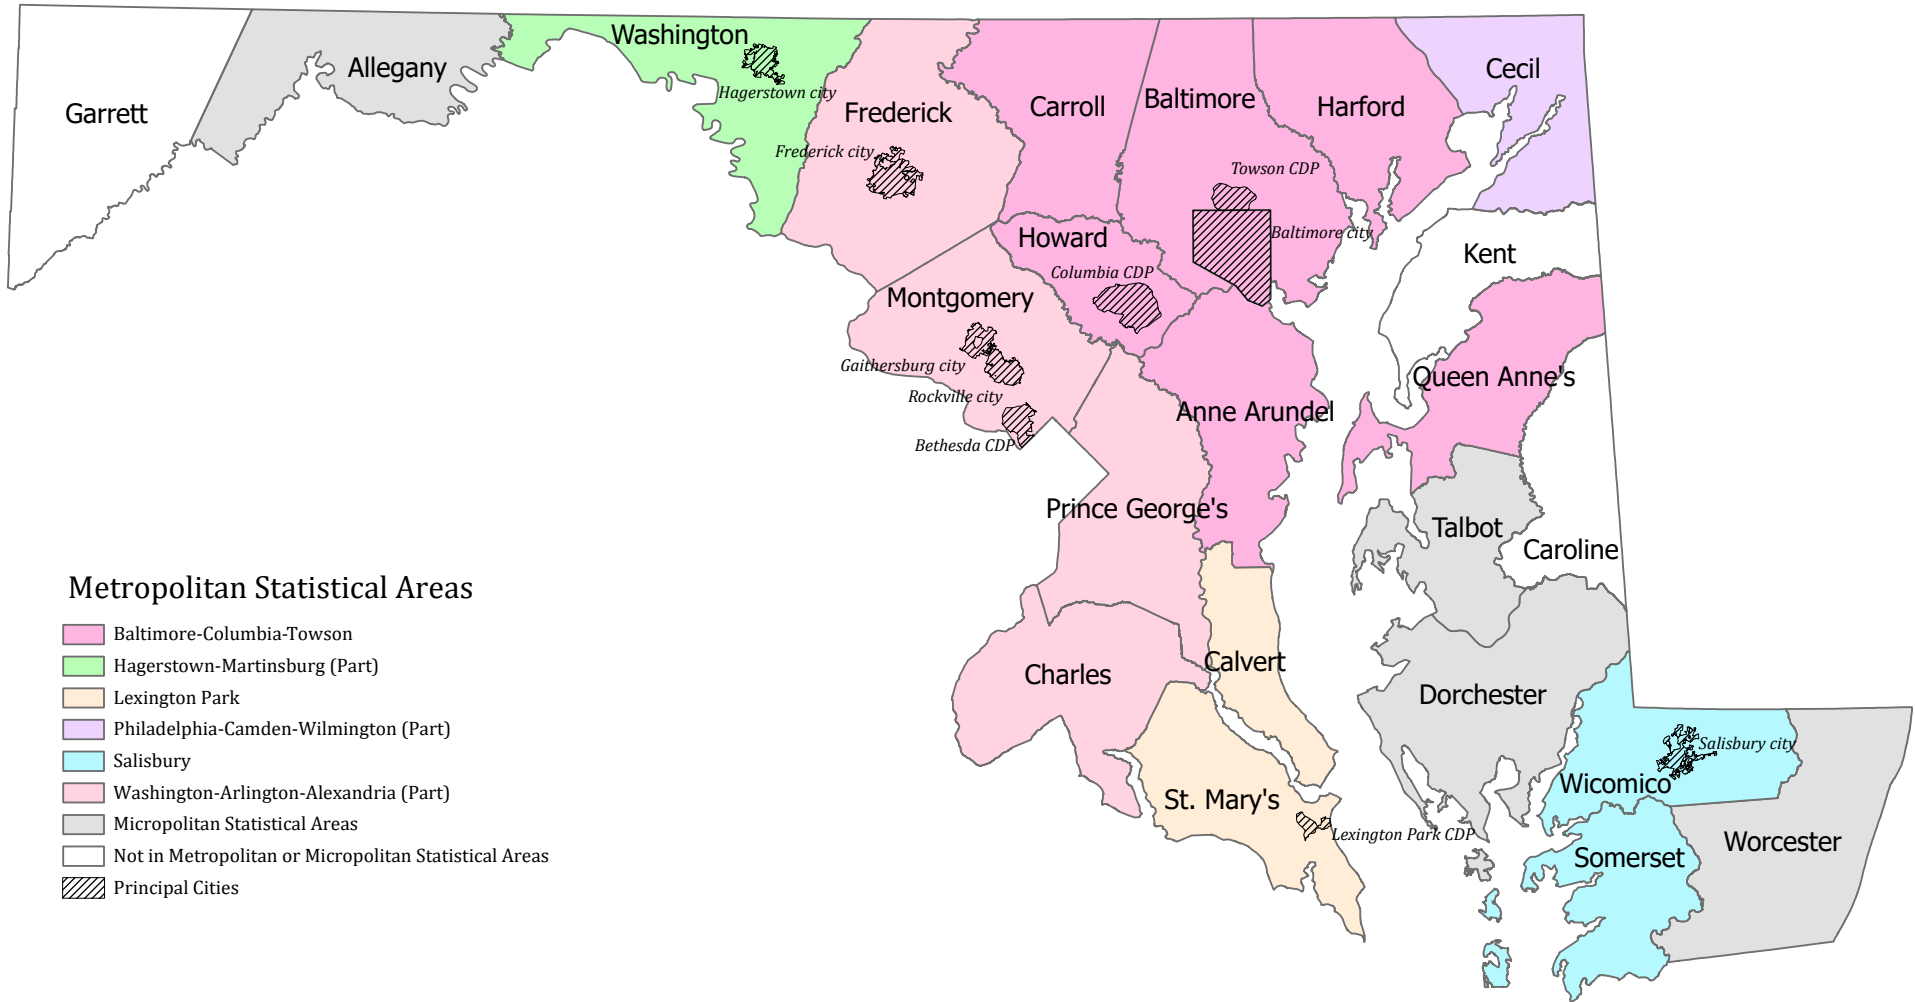 Washington
Allegany
Garrett
Hagerstown city
Frederick
Frederick city
Carroll
Baltimore
Harford
Cecil
Towson CDP
Baltimore city
Howard
Columbia CDP
Kent
Montgomery
Gaithersburg city
Rockville city
Bethesda CDP
Queen Anne's
Anne Arundel
Prince George's
Talbot
Caroline
Charles
Calvert
Dorchester
St. Mary's
Lexington Park CDP
Salisbury city
Wicomico
Somerset
Worcester
Metropolitan Statistical Areas
Baltimore-Columbia-Towson
Hagerstown-Martinsburg (Part)
Lexington Park
Philadelphia-Camden-Wilmington (Part)
Salisbury
Washington-Arlington-Alexandria (Part)
Micropolitan Statistical Areas
Not in Metropolitan or Micropolitan Statistical Areas
Principal Cities